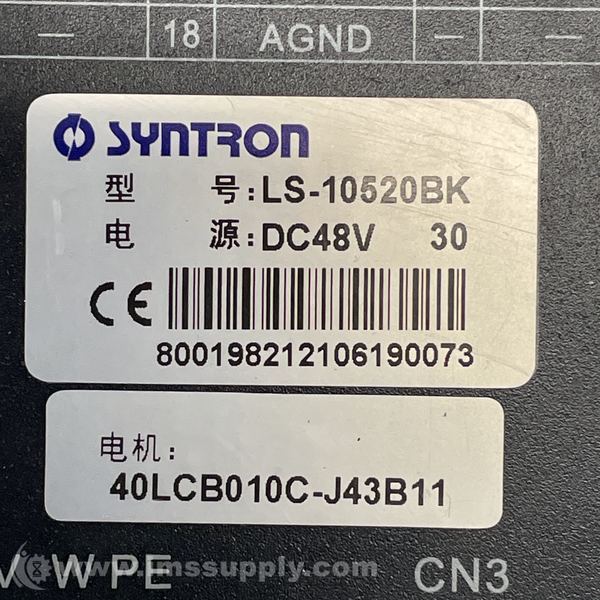 — 18 AGND — —
SYNTRON
型 号:LS-10520BK
电 源:DC48V 30
CE
800198212106190073
电机:
40LCB010C-J43B11
V W PE CN3
www.imssupply.com